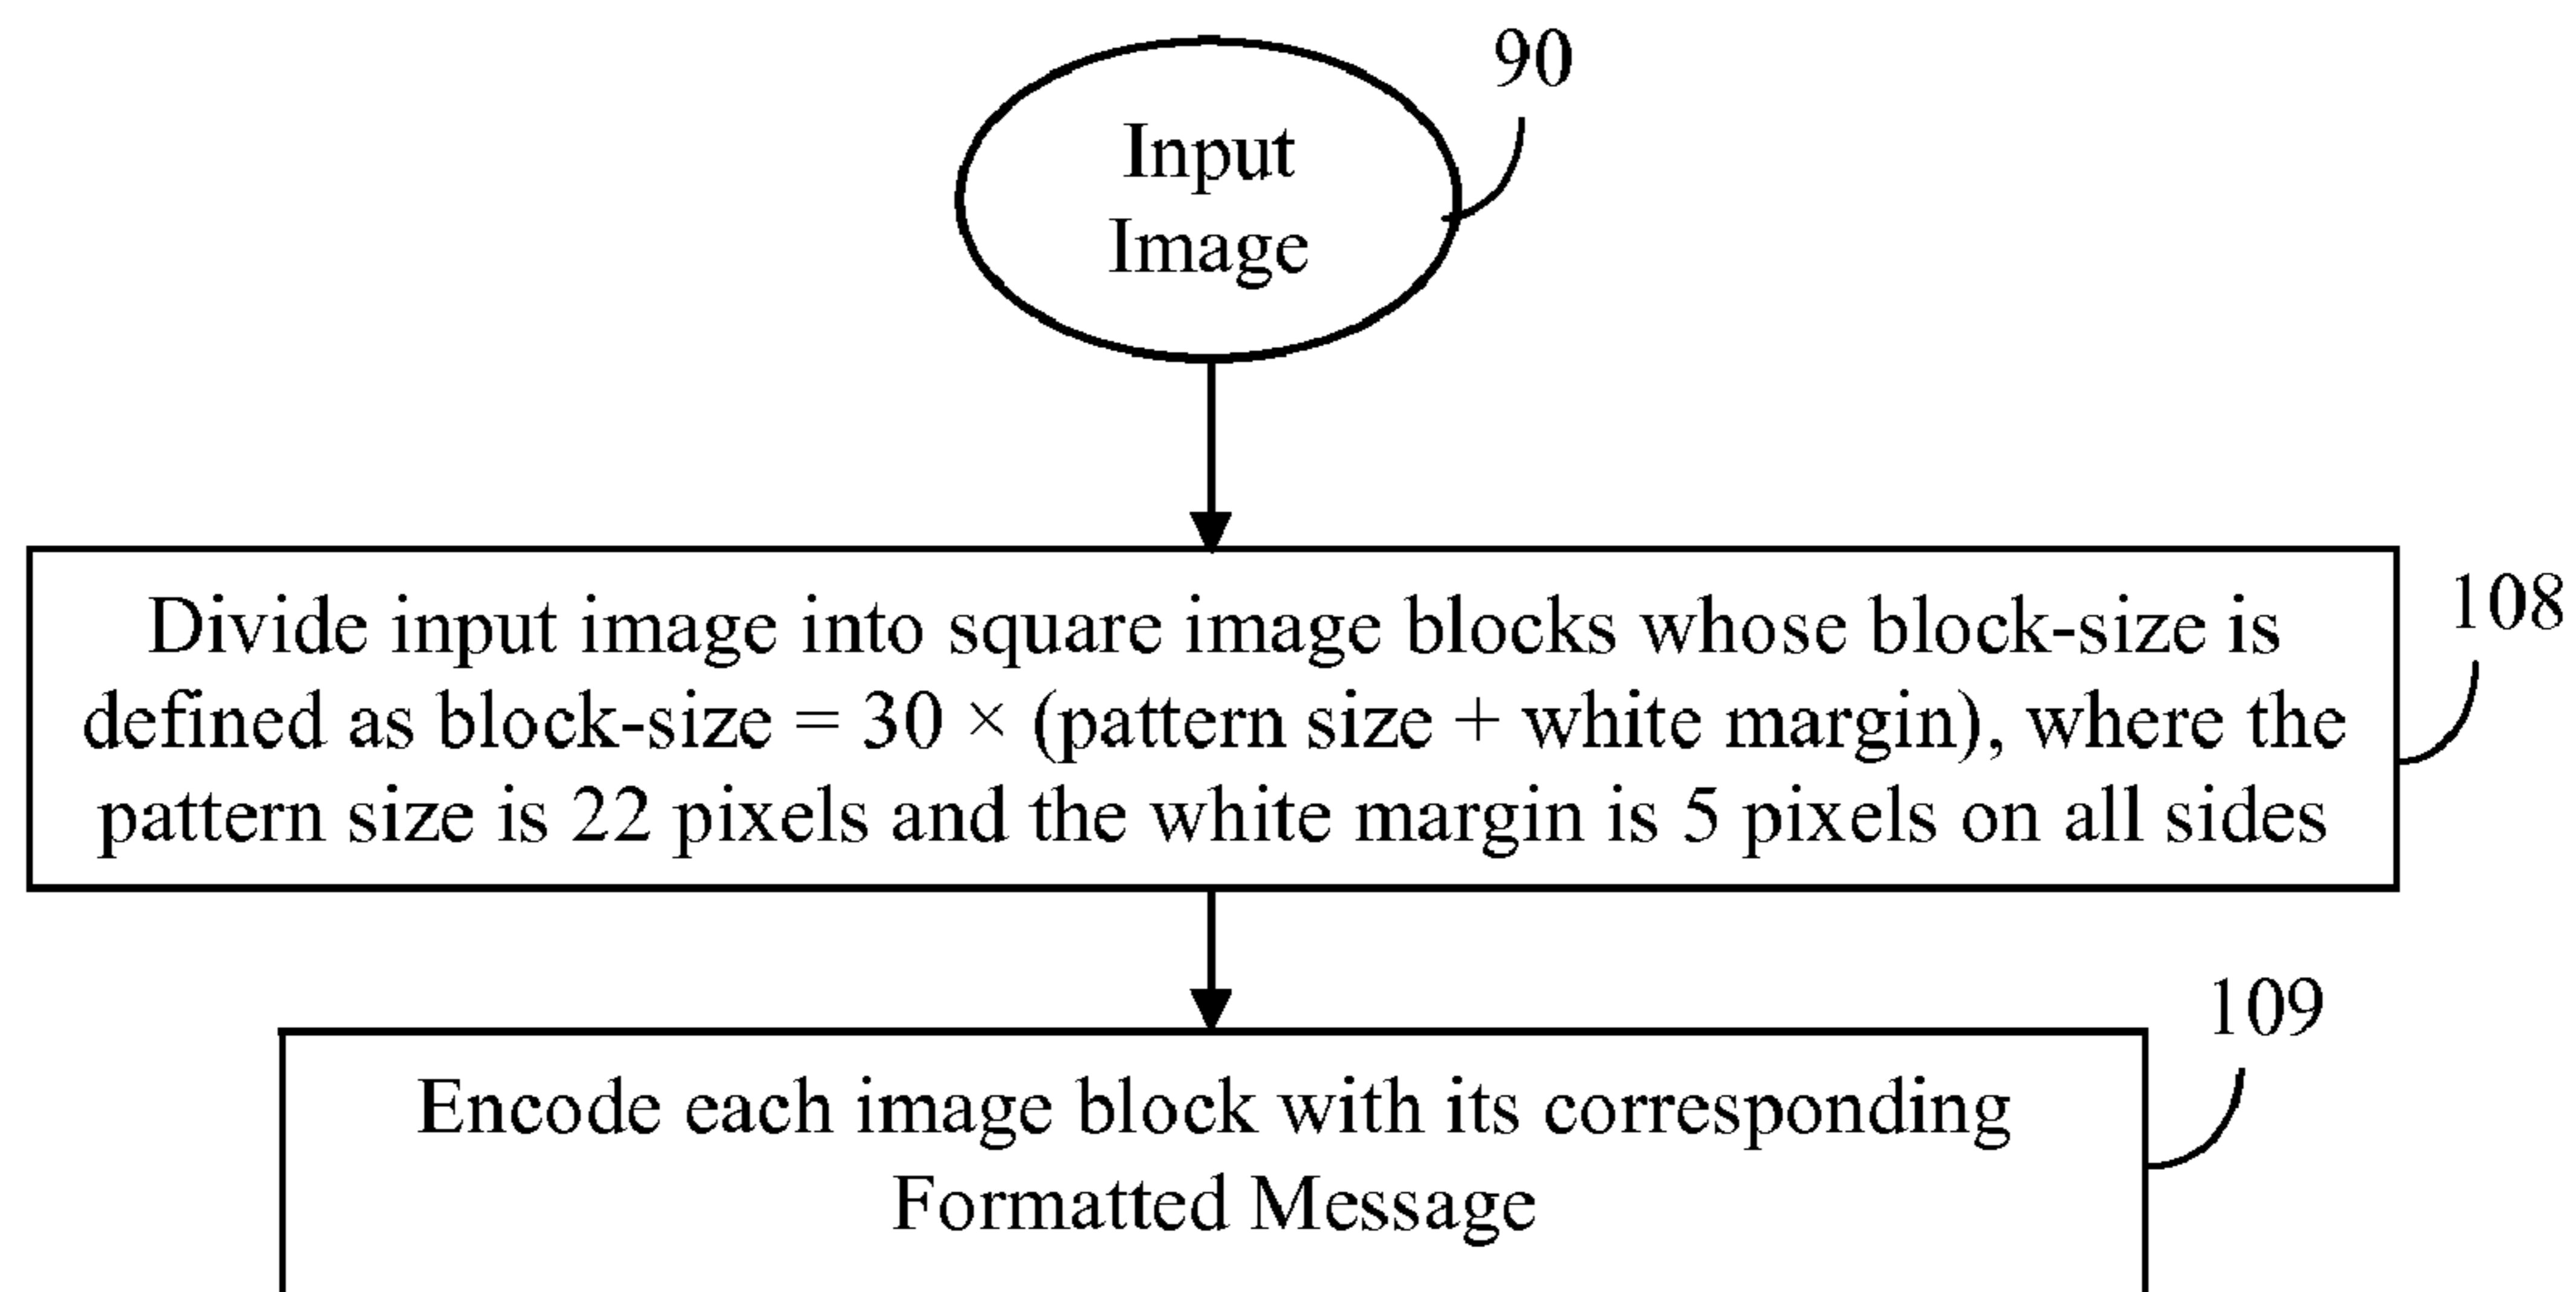 90
Input
Image
Divide input image into square image blocks whose block-size is
108
defined as block-size = 30 × (pattern size + white margin), where the
pattern size is 22 pixels and the white margin is 5 pixels on all sides
109
Encode each image block with its corresponding
Formatted Message